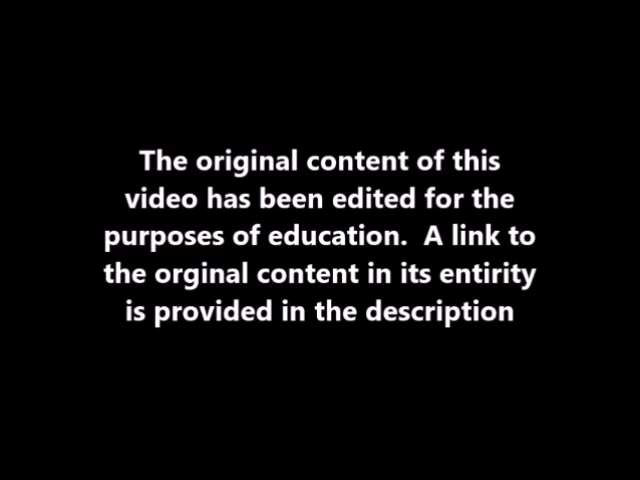 The original content of this
video has been edited for the
purposes of education.  A link to
the orginal content in its entirity
is provided in the description